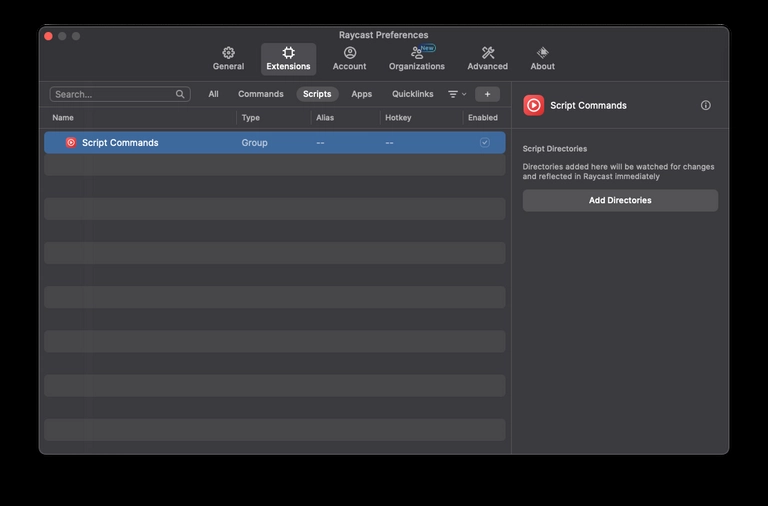 Raycast Preferences
General
Extensions
Account
New
Organizations
Advanced
About
Search...
All
Commands
Scripts
Apps
Quicklinks
+
Name
Type
Alias
Hotkey
Enabled
Script Commands
Group
--
--
Script Commands
Script Directories
Directories added here will be watched for changes
and reflected in Raycast immediately
Add Directories